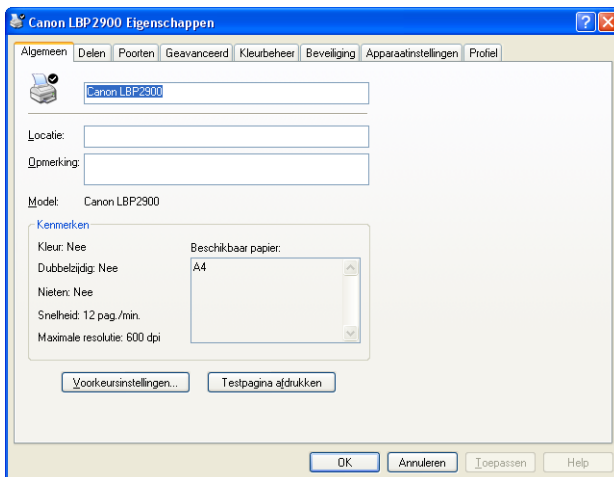 Canon LBP2900 Eigenschappen
Algemeen Delen Poorten Geavanceerd Kleurbeheer Beveiliging Apparaatinstellingen Profiel
Canon LBP2900
Locatie:
Opmerking:
Model: Canon LBP2900
Kenmerken
Kleur: Nee Beschikbaar papier:
Dubbelzijdig: Nee A4
Nieten: Nee
Snelheid: 12 pag./min.
Maximale resolutie: 600 dpi
Voorkeursinstellingen... Testpagina afdrukken
OK Annuleren Toepassen Help